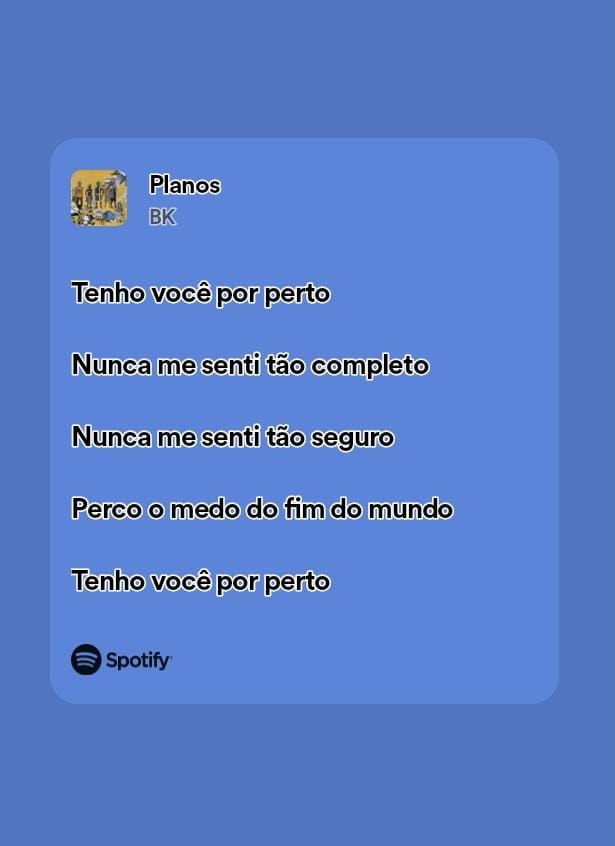 Planos
BK
Tenho você por perto
Nunca me senti tão completo
Nunca me senti tão seguro
Perco o medo do fim do mundo
Tenho você por perto
Spotify